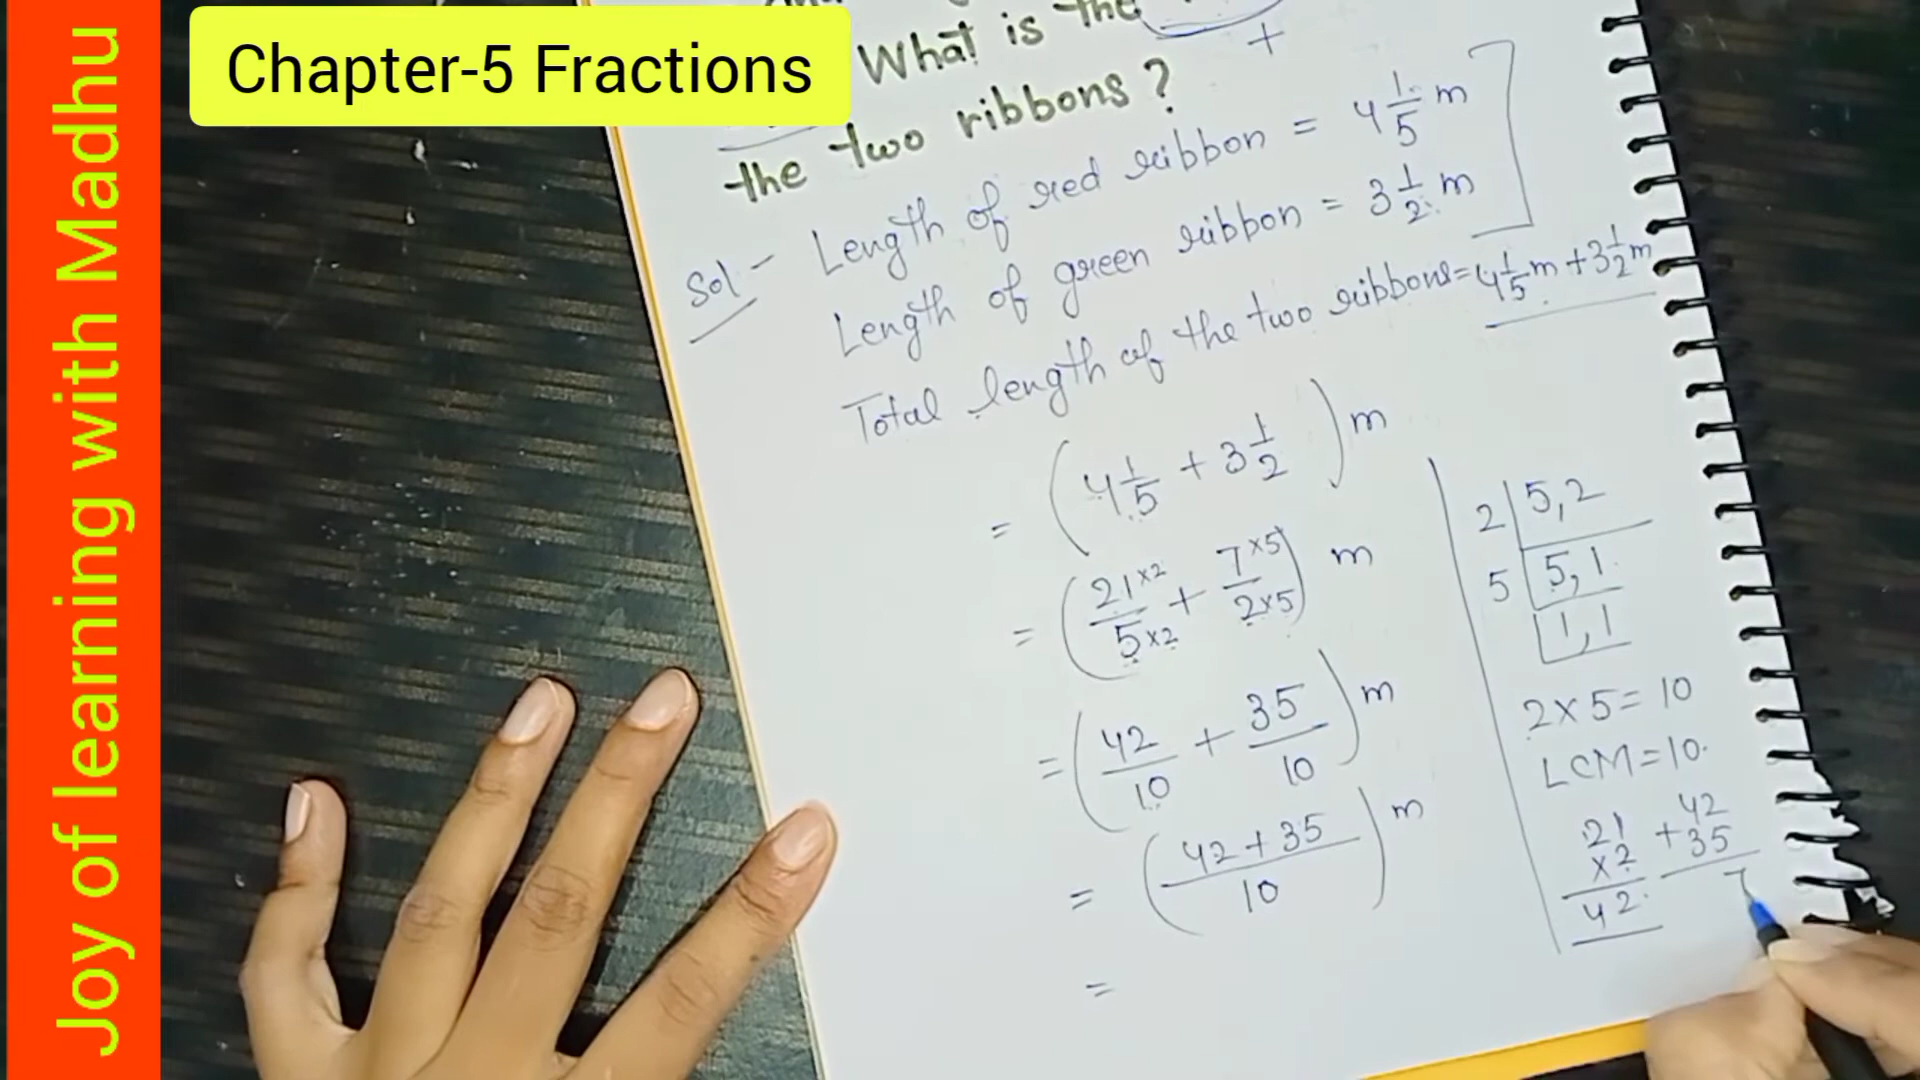 Joy of learning with Madhu
Chapter-5 Fractions
What is the
+
the two ribbons?
Sol - Length of red ribbon = 4 1/5 m
Length of green ribbon = 3 1/2 m
Total length of the two ribbons = 4 1/5 m + 3 1/2 m
= (4 1/5 + 3 1/2) m
= (21×2/5×2 + 7×5/2×5) m
= (42/10 + 35/10) m
= (42+35/10) m
=
2 | 5, 2
5 | 5, 1
1, 1
2×5=10
LCM=10
21
×2
42
42
+35
7